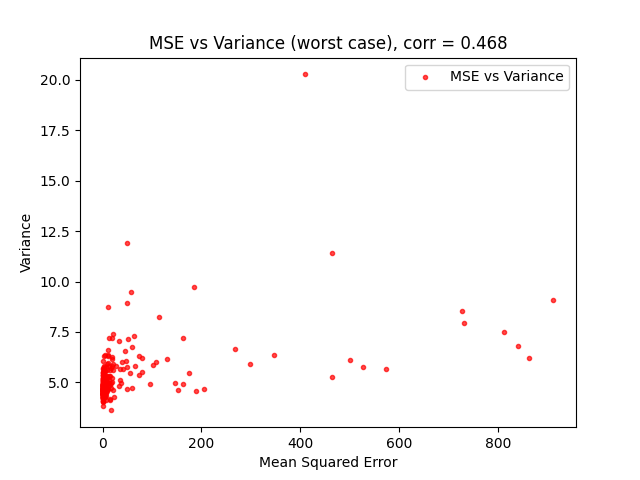 MSE vs Variance (worst case), corr = 0.468
MSE vs Variance
20.0
17.5
15.0
12.5
10.0
7.5
5.0
Variance
0 200 400 600 800
Mean Squared Error